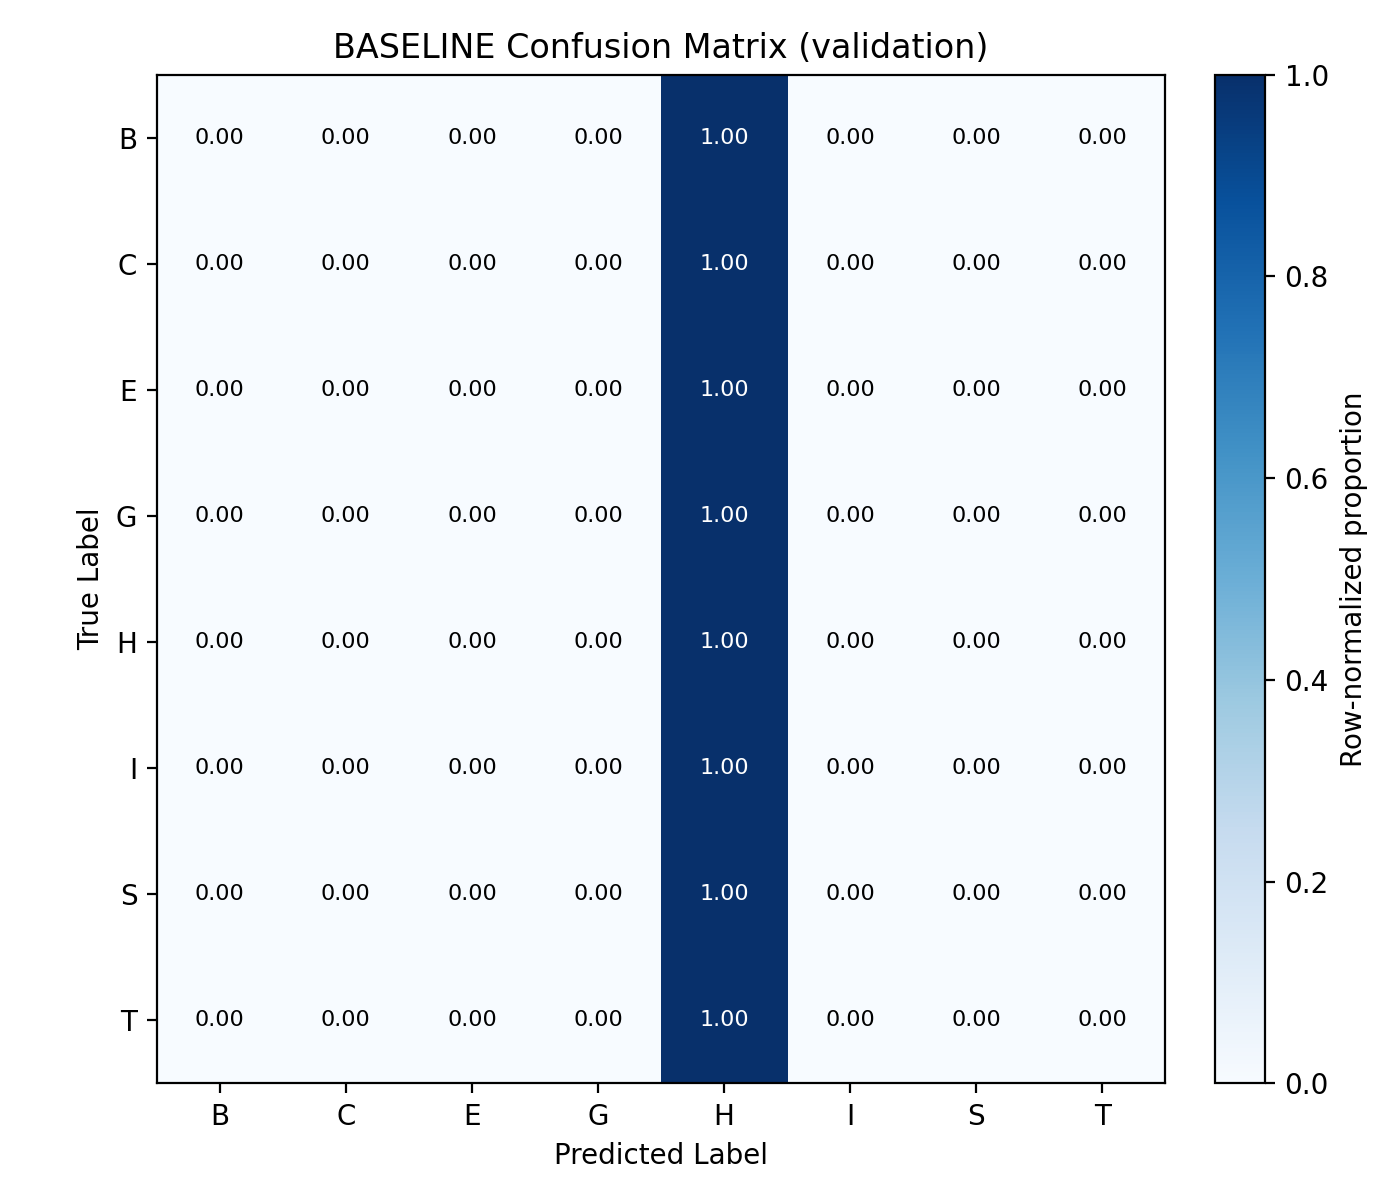 BASELINE Confusion Matrix (validation)
B 0.00 0.00 0.00 0.00 1.00 0.00 0.00 0.00
C 0.00 0.00 0.00 0.00 1.00 0.00 0.00 0.00
E 0.00 0.00 0.00 0.00 1.00 0.00 0.00 0.00
G 0.00 0.00 0.00 0.00 1.00 0.00 0.00 0.00
H 0.00 0.00 0.00 0.00 1.00 0.00 0.00 0.00
I 0.00 0.00 0.00 0.00 1.00 0.00 0.00 0.00
S 0.00 0.00 0.00 0.00 1.00 0.00 0.00 0.00
T 0.00 0.00 0.00 0.00 1.00 0.00 0.00 0.00
B C E G H I S T
Predicted Label
True Label
1.0
0.8
0.6
0.4
0.2
0.0
Row-normalized proportion